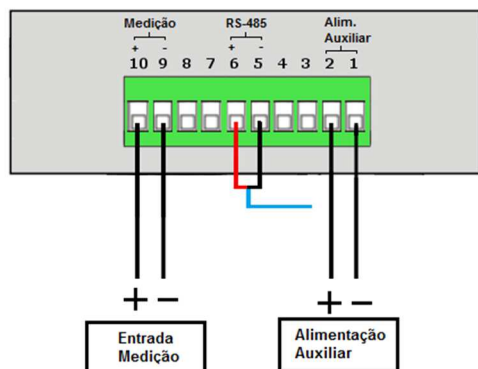 Medição RS-485 Alim.
Auxiliar
+ - + -
10 9 8 7 6 5 4 3 2 1
+ - + -
Entrada
Medição
Alimentação
Auxiliar